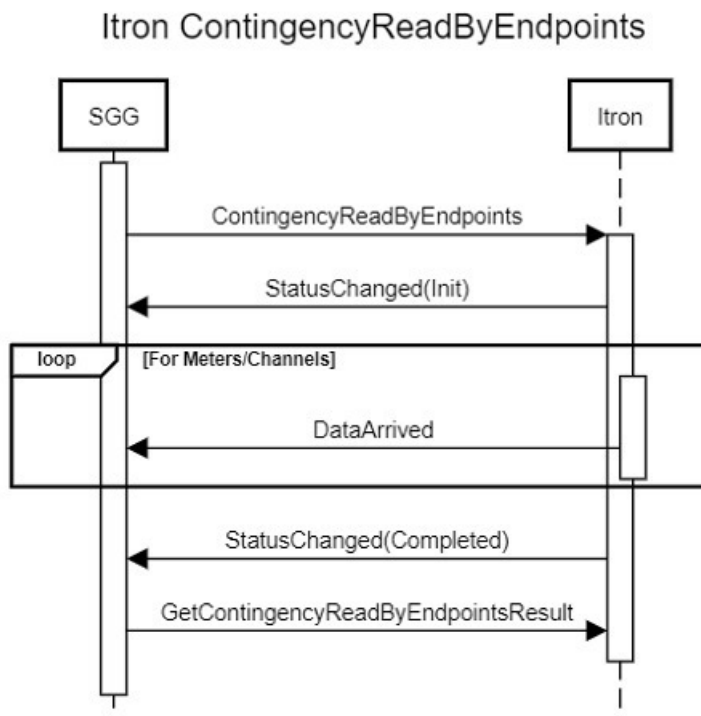 Itron ContingencyReadByEndpoints
SGG
Itron
ContingencyReadByEndpoints
StatusChanged(Init)
loop
[For Meters/Channels]
DataArrived
StatusChanged(Completed)
GetContingencyReadByEndpointsResult